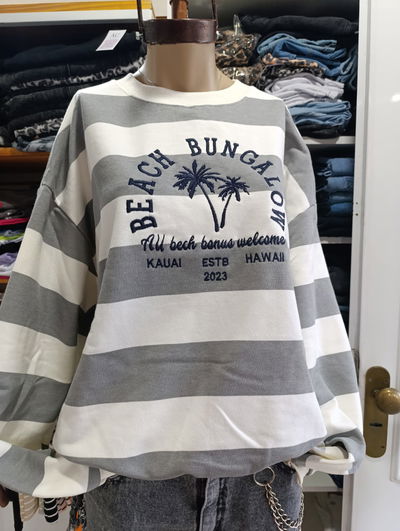 BEACH BUNGALOW
All bech bonus welcome
KAUAI ESTB HAWAII
2023